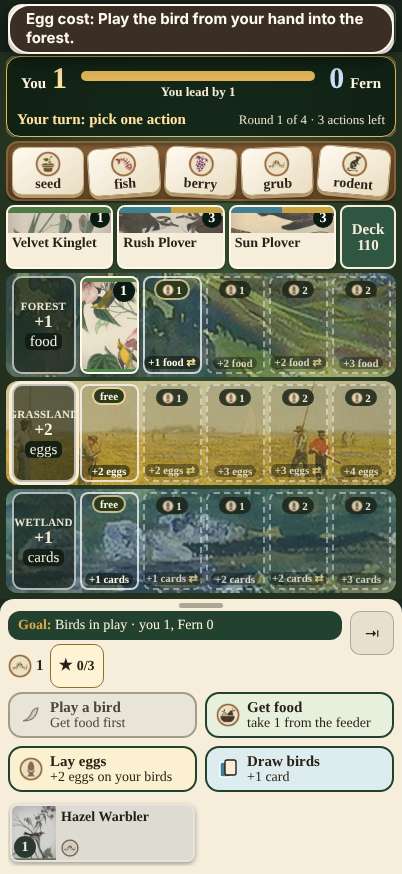 Egg cost: Play the bird from your hand into the
forest.
You 1
0 Fern
You lead by 1
Your turn: pick one action
Round 1 of 4 · 3 actions left
seed
fish
berry
grub
rodent
1
Velvet Kinglet
3
Rush Plover
3
Sun Plover
Deck
110
FOREST
+1
food
1
1
+1 food ⇄
1
+2 food
2
+2 food ⇄
2
+3 food
GRASSLAND
+2
eggs
free
+2 eggs
1
+2 eggs ⇄
1
+3 eggs
2
+3 eggs ⇄
2
+4 eggs
WETLAND
+1
cards
free
+1 cards
1
+1 cards ⇄
1
+2 cards
2
+2 cards ⇄
2
+3 cards
Goal: Birds in play · you 1, Fern 0
⇥
1
★ 0/3
Play a bird
Get food first
Get food
take 1 from the feeder
Lay eggs
+2 eggs on your birds
Draw birds
+1 card
Hazel Warbler
1